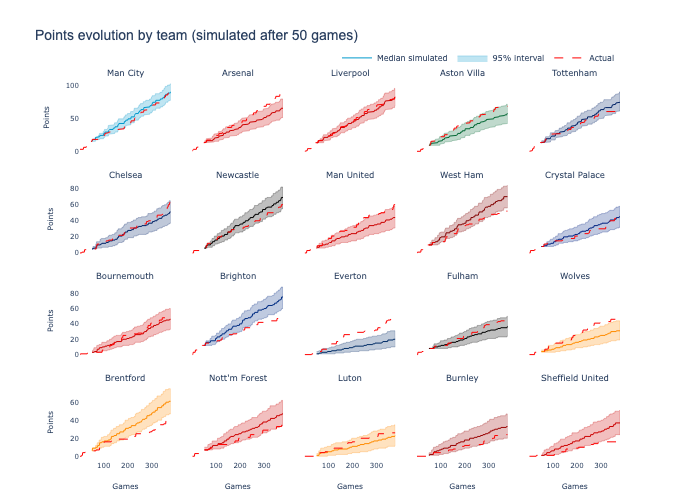 Points evolution by team (simulated after 50 games)
Median simulated 95% interval Actual
Man City Arsenal Liverpool Aston Villa Tottenham
100
50
0
Points
Chelsea Newcastle Man United West Ham Crystal Palace
80
60
40
20
0
Points
Bournemouth Brighton Everton Fulham Wolves
80
60
40
20
0
Points
Brentford Nott'm Forest Luton Burnley Sheffield United
60
40
20
0
Points
100 200 300 100 200 300 100 200 300 100 200 300 100 200 300
Games Games Games Games Games